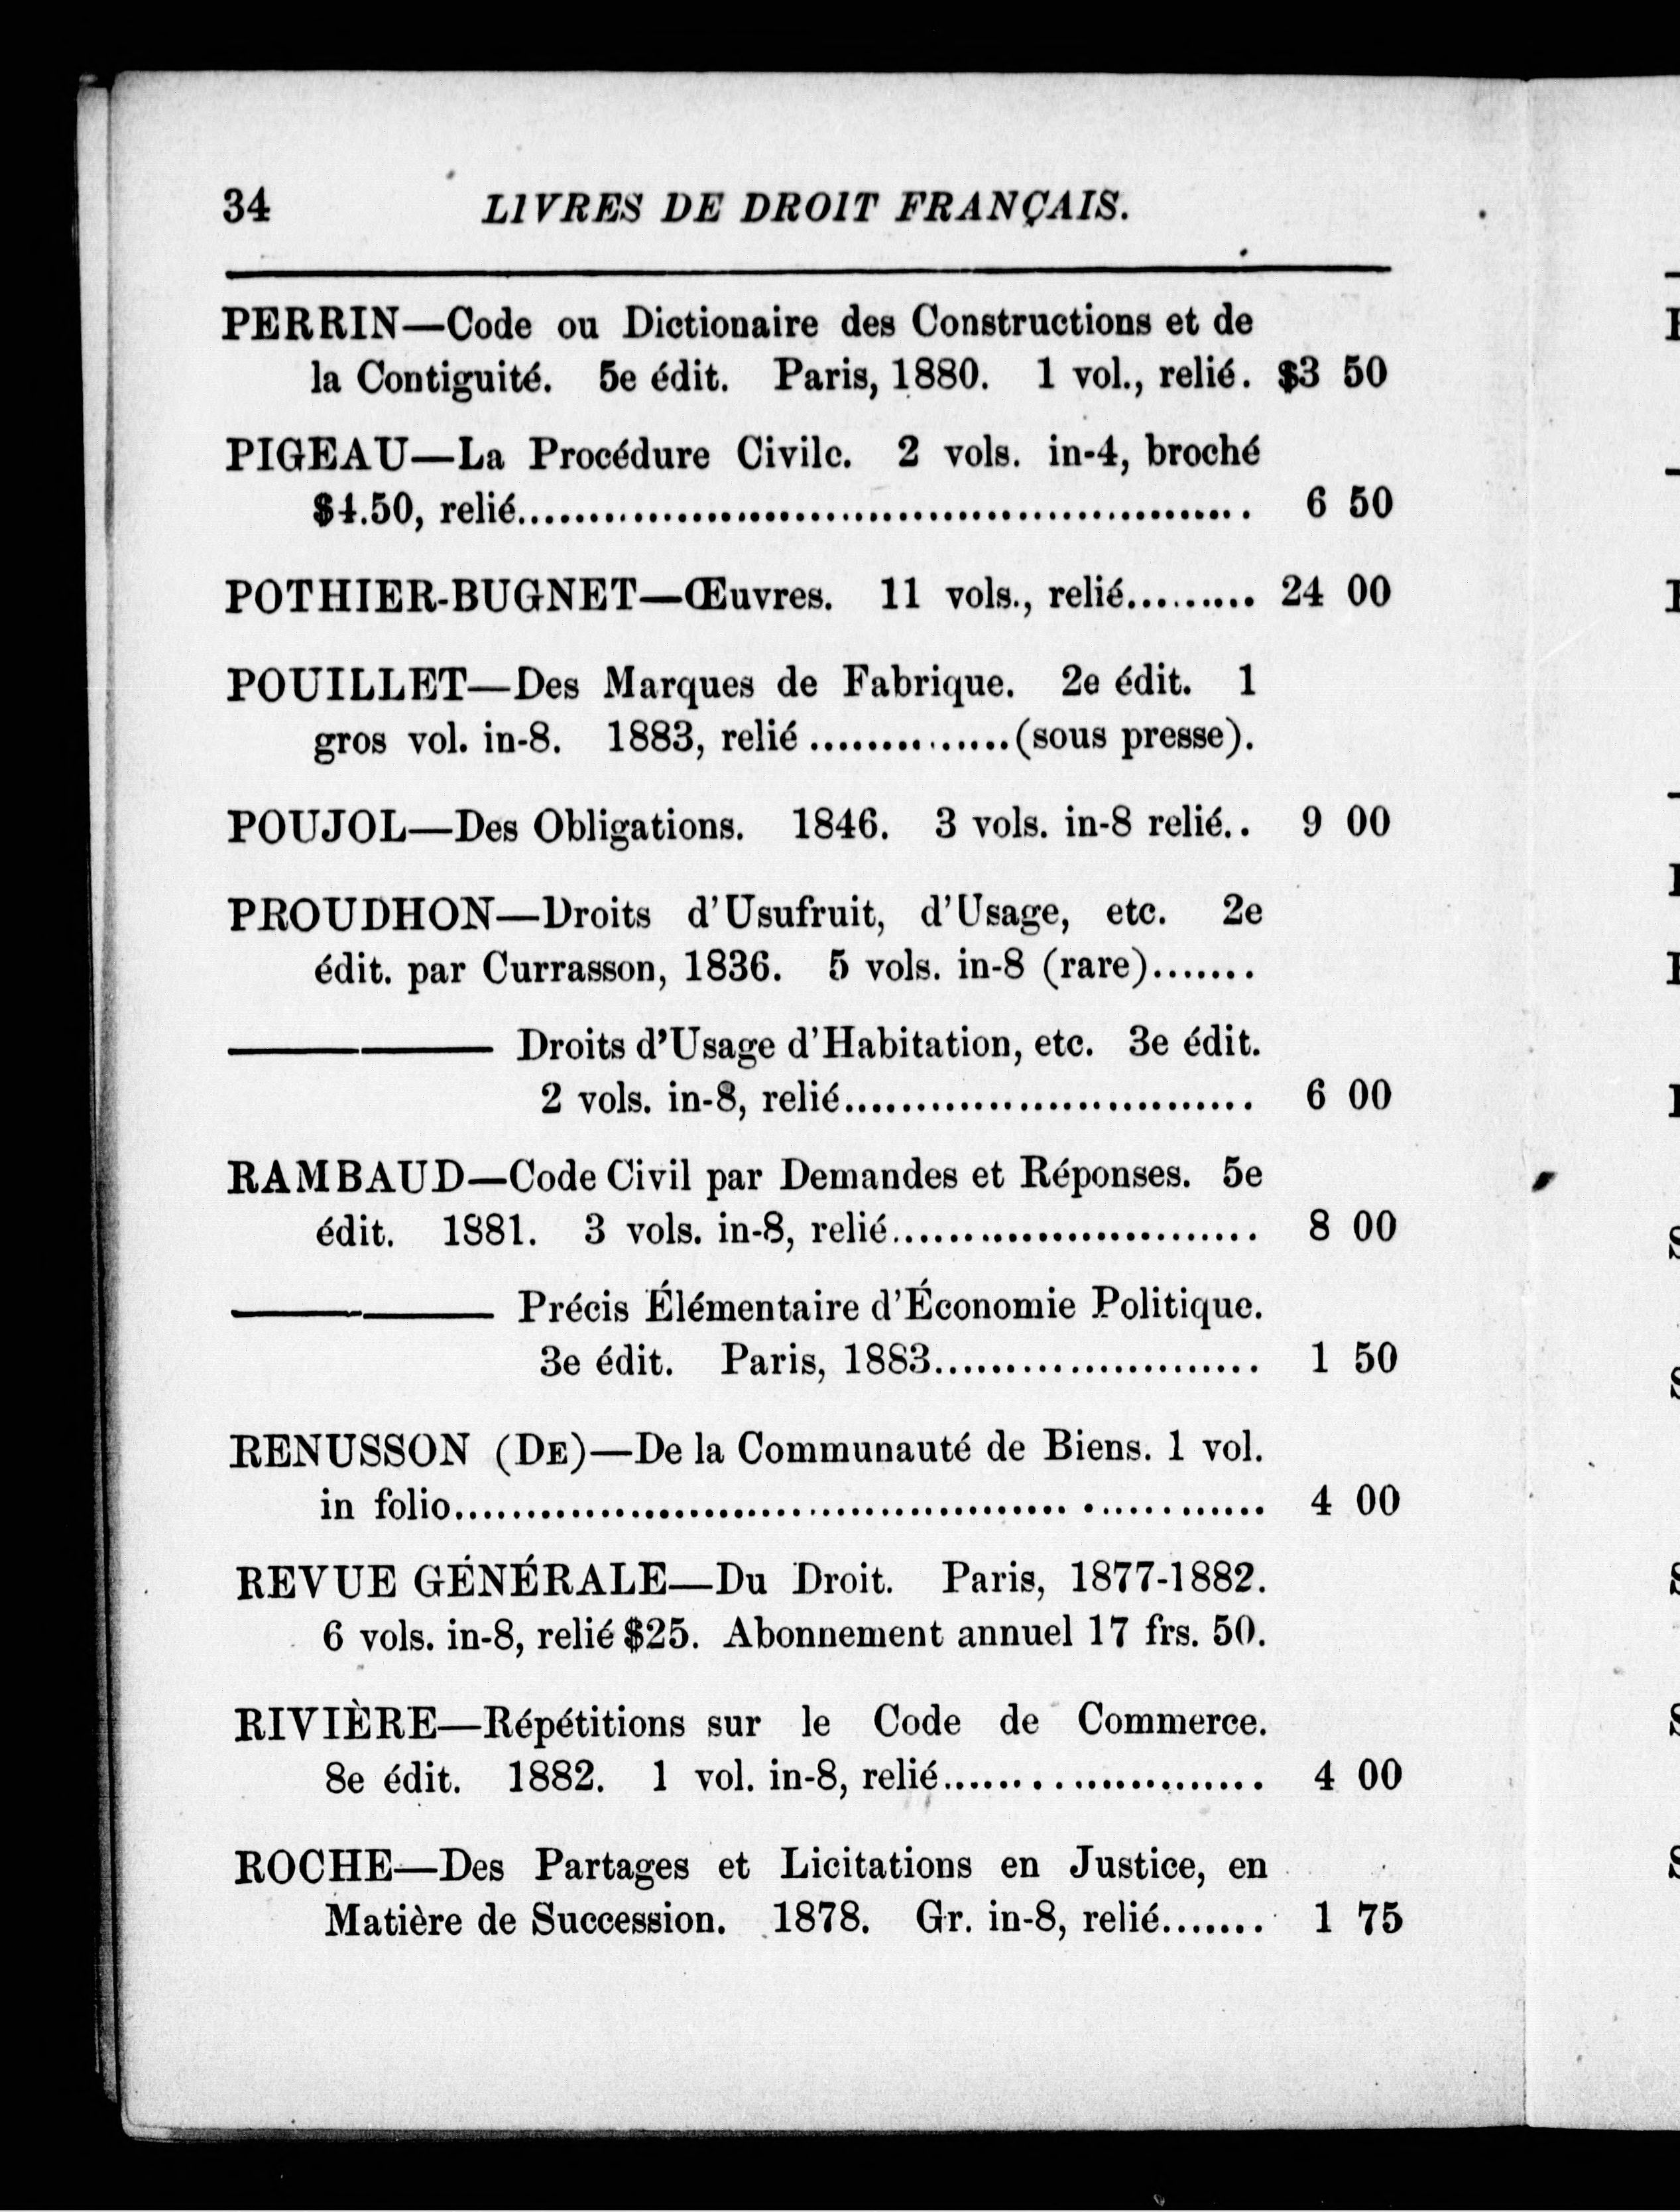 34 LIVRES DE DROIT FRANÇAIS.
PERRIN—Code ou Dictionaire des Constructions et de
la Contiguité. 5e édit. Paris, 1880. 1 vol., relié. $3 50
PIGEAU—La Procédure Civile. 2 vols. in-4, broché
$4.50, relié.................................................. 6 50
POTHIER-BUGNET—Œuvres. 11 vols., relié......... 24 00
POUILLET—Des Marques de Fabrique. 2e édit. 1
gros vol. in-8. 1883, relié ..............(sous presse).
POUJOL—Des Obligations. 1846. 3 vols. in-8 relié.. 9 00
PROUDHON—Droits d'Usufruit, d'Usage, etc. 2e
édit. par Currasson, 1836. 5 vols. in-8 (rare).......
———— Droits d'Usage d'Habitation, etc. 3e édit.
2 vols. in-8, relié............................ 6 00
RAMBAUD—Code Civil par Demandes et Réponses. 5e
édit. 1881. 3 vols. in-8, relié......................... 8 00
———— Précis Élémentaire d'Économie Politique.
3e édit. Paris, 1883....................... 1 50
RENUSSON (DE)—De la Communauté de Biens. 1 vol.
in folio....................................................... 4 00
REVUE GÉNÉRALE—Du Droit. Paris, 1877-1882.
6 vols. in-8, relié $25. Abonnement annuel 17 frs. 50.
RIVIÈRE—Répétitions sur le Code de Commerce.
8e édit. 1882. 1 vol. in-8, relié...................... 4 00
ROCHE—Des Partages et Licitations en Justice, en
Matière de Succession. 1878. Gr. in-8, relié....... 1 75